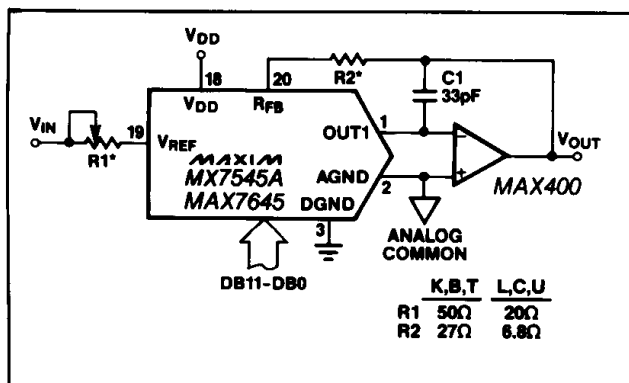 VDD
18 20 R2*
VDD RFB C1
33pF
VIN 19 VREF OUT1 1 − VOUT
R1* MAXIM
MX7545A AGND + MAX400
MAX7645 2
DGND
3 ANALOG
COMMON
DB11-DB0
K,B,T L,C,U
R1 50Ω 20Ω
R2 27Ω 6.8Ω